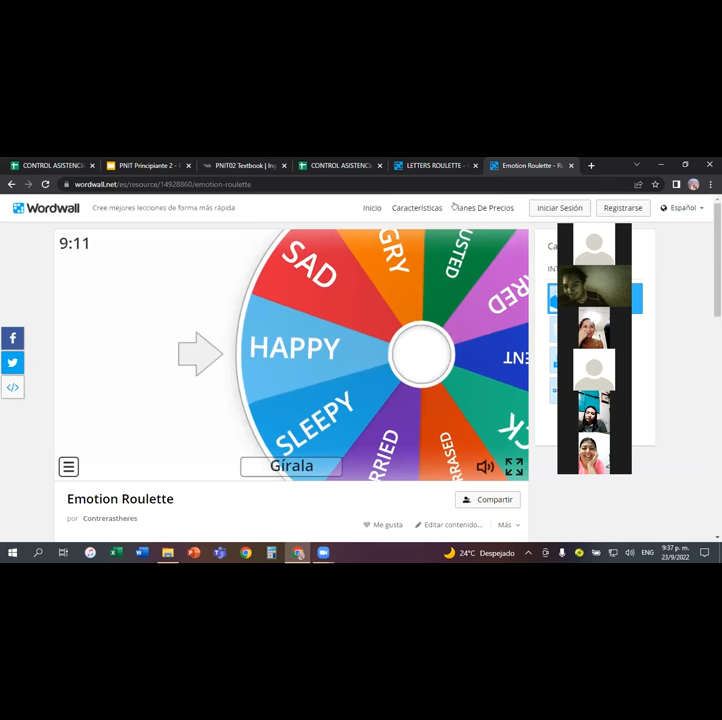 CONTROL ASISTENCI
PNIT Principiante 2 -
PNIT02 Textbook | In
CONTROL ASISTENCI
LETTERS ROULETTE -
Emotion Roulette -
wordwall.net/es/resource/14928860/emotion-roulette
Wordwall
Cree mejores lecciones de forma más rápida
Inicio
Características
Planes De Precios
Iniciar Sesión
Registrarse
Español
9:11
SAD
GRY
USTED
RED
HAPPY
ENT
SLEEPY
RRIED
RRASED
CK
Gírala
Emotion Roulette
Compartir
por Contrerastheres
Me gusta
Editar contenido...
Más
24°C Despejado
ENG
9:37 p. m.
23/9/2022